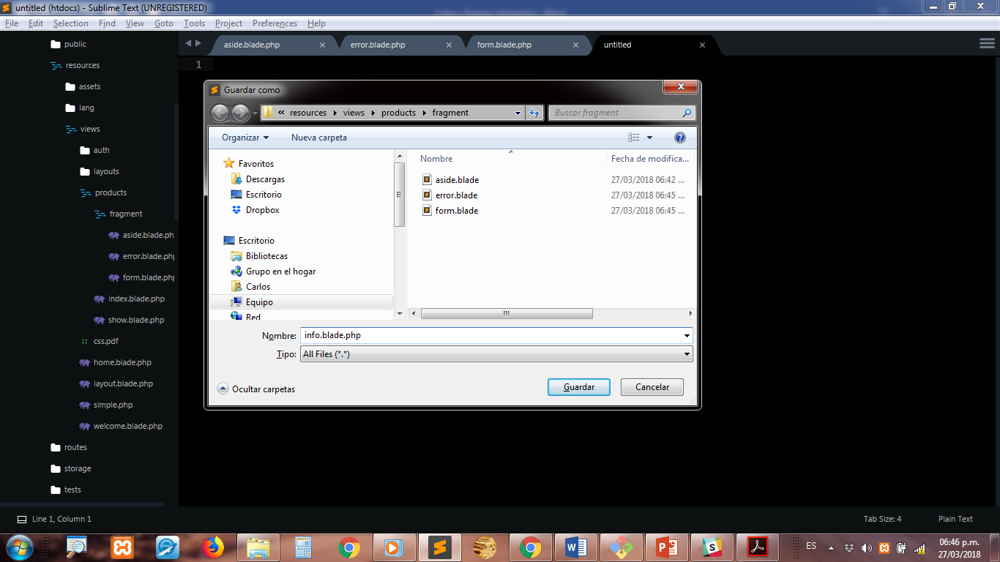 untitled (htdocs) - Sublime Text (UNREGISTERED)
File Edit Selection Find View Goto Tools Project Preferences Help
public
resources
assets
lang
views
auth
layouts
products
fragment
aside.blade.ph
error.blade.php
form.blade.php
index.blade.php
show.blade.php
css.pdf
home.blade.php
layout.blade.php
simple.php
welcome.blade.php
routes
storage
tests
aside.blade.php error.blade.php form.blade.php untitled
1
Guardar como
« resources views products fragment Buscar fragment
Organizar Nueva carpeta
Favoritos
Descargas
Escritorio
Dropbox
Escritorio
Bibliotecas
Grupo en el hogar
Carlos
Equipo
Red
Nombre Fecha de modifica...
aside.blade 27/03/2018 06:42 ...
error.blade 27/03/2018 06:45 ...
form.blade 27/03/2018 06:45 ...
Nombre: info.blade.php
Tipo: All Files (*.*)
Ocultar carpetas Guardar Cancelar
Line 1, Column 1 Tab Size: 4 Plain Text
ES 06:46 p.m.
27/03/2018